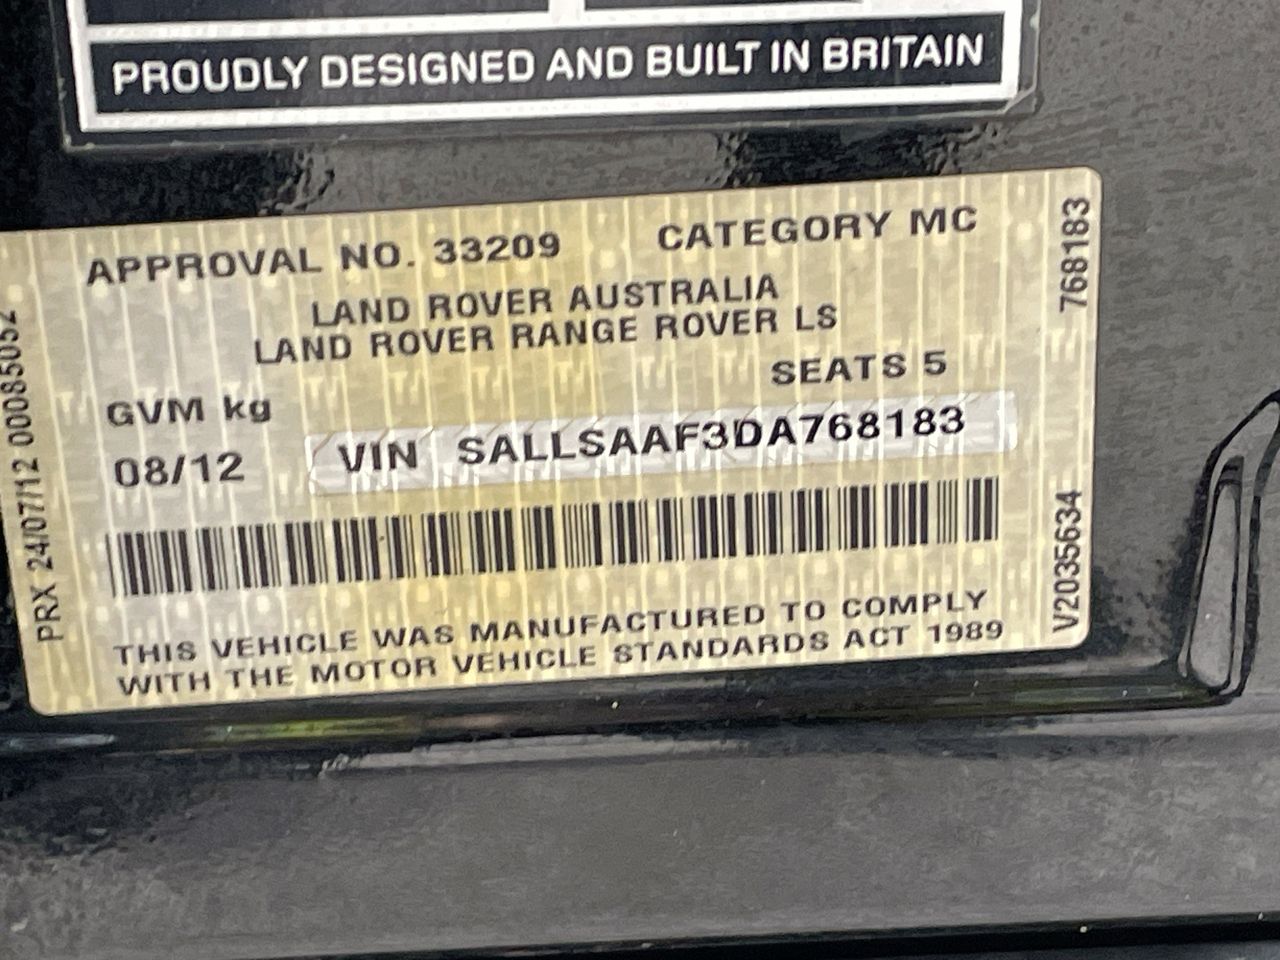 PROUDLY DESIGNED AND BUILT IN BRITAIN
APPROVAL NO. 33209 CATEGORY MC
LAND ROVER AUSTRALIA
LAND ROVER RANGE ROVER LS
SEATS 5
GVM kg
08/12 VIN SALLSAAF3DA768183
THIS VEHICLE WAS MANUFACTURED TO COMPLY
WITH THE MOTOR VEHICLE STANDARDS ACT 1989
PRX 24/07/12 00085052
768183
V2035634